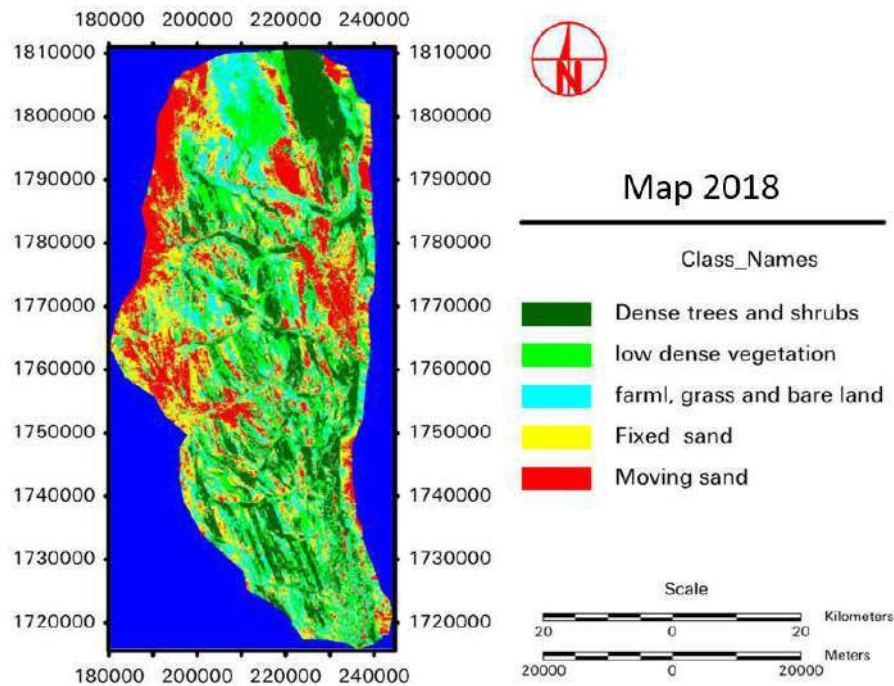 180000 200000 220000 240000
1810000 1810000
1800000 1800000
1790000 1790000
1780000 1780000
1770000 1770000
1760000 1760000
1750000 1750000
1740000 1740000
1730000 1730000
1720000 1720000
180000 200000 220000 240000
N
Map 2018
Class_Names
Dense trees and shrubs
low dense vegetation
farml, grass and bare land
Fixed sand
Moving sand
Scale
Kilometers
20 0 20
Meters
20000 0 20000